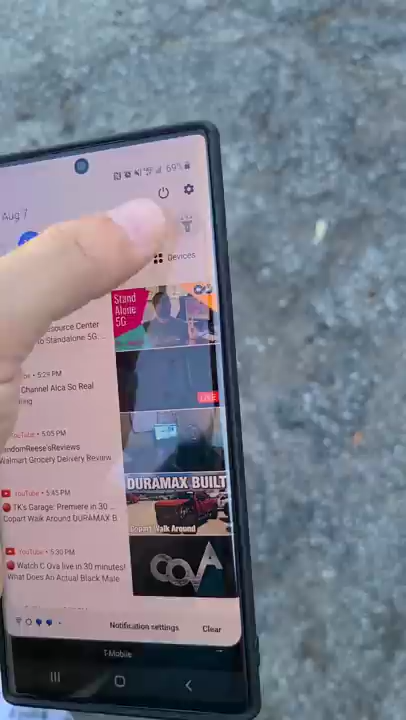 69%
Aug 7
Devices
Stand
Alone
5G
esource Center
to Standalone 5G...
5:29 PM
Channel Alca So Real
LIVE
YouTube • 5:05 PM
andomReese'sReviews
Walmart Grocery Delivery Review
YouTube • 5:45 PM
TK's Garage: Premiere in 30 ...
Copart Walk Around DURAMAX B...
DURAMAX BUILT
Copart Walk Around
YouTube • 5:30 PM
Watch C Ova live in 30 minutes!
What Does An Actual Black Male
COVA
Notification settings
Clear
T-Mobile